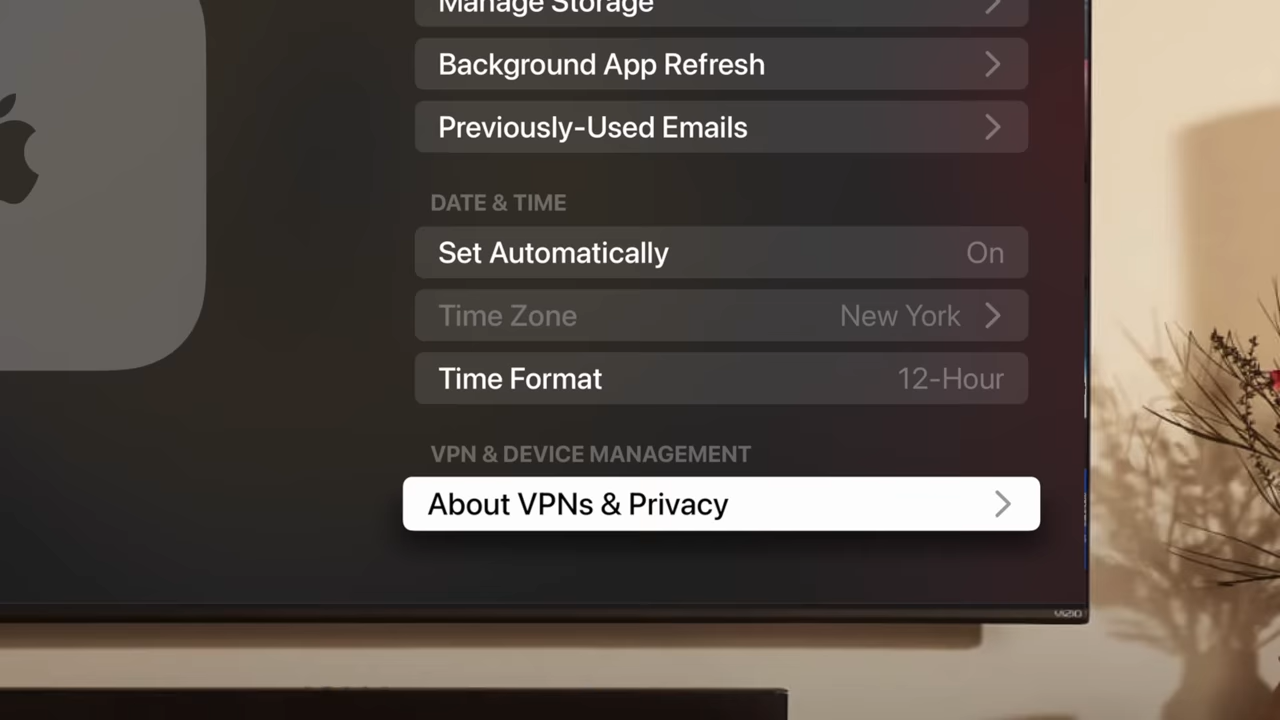 Manage Storage
Background App Refresh
Previously-Used Emails
DATE & TIME
Set Automatically On
Time Zone New York
Time Format 12-Hour
VPN & DEVICE MANAGEMENT
About VPNs & Privacy
VIZIO